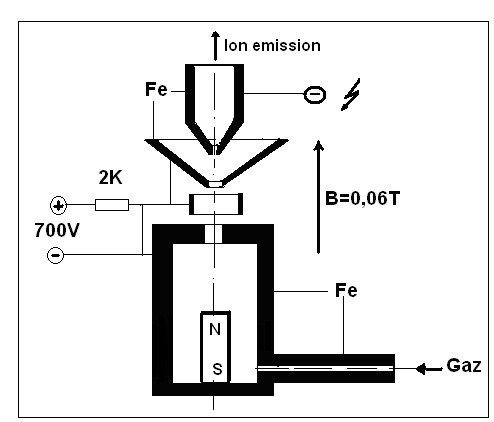 Ion emission
Fe
−
2K
B=0,06T
+
700V
−
Fe
N
S
Gaz